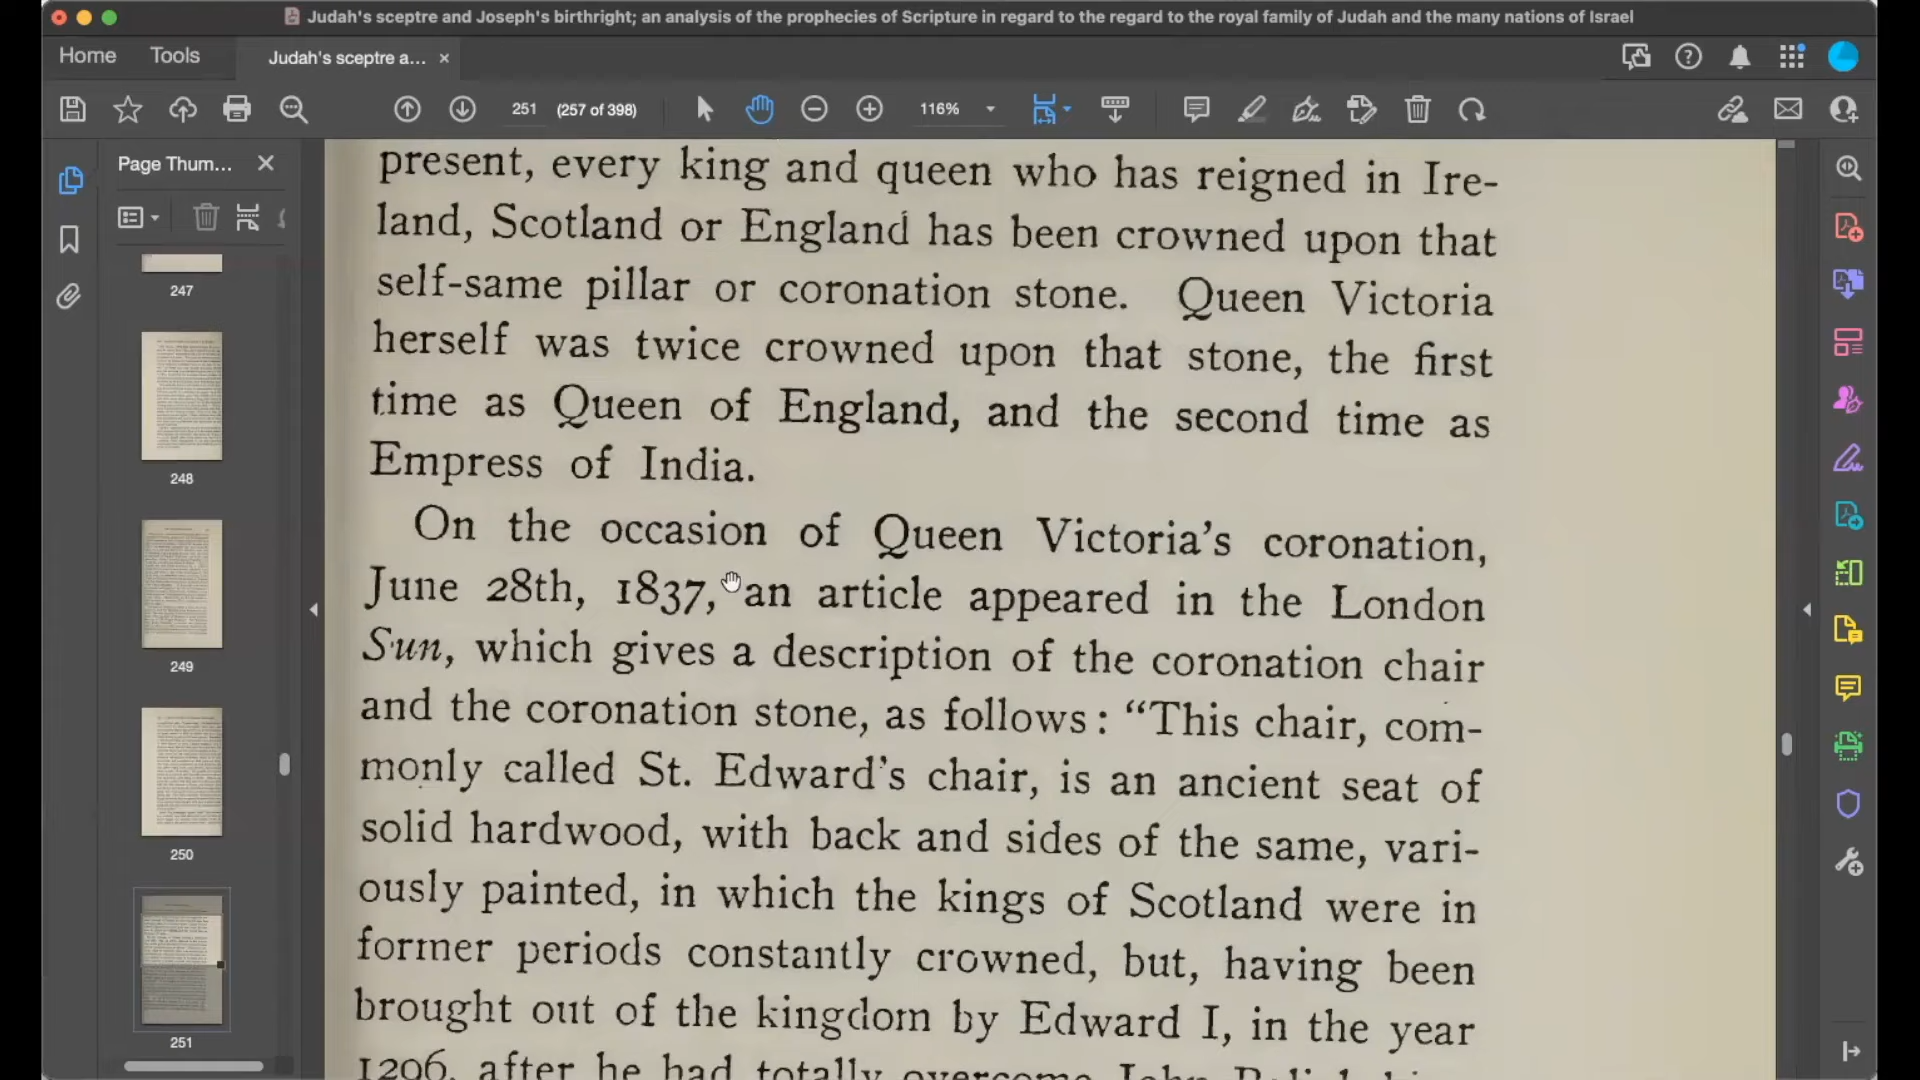 Judah's sceptre and Joseph's birthright; an analysis of the prophecies of Scripture in regard to the regard to the royal family of Judah and the many nations of Israel
Home Tools Judah's sceptre a... ×
251 (257 of 398) 116%
Page Thum...
247
248
249
250
251
present, every king and queen who has reigned in Ire-
land, Scotland or England has been crowned upon that
self-same pillar or coronation stone. Queen Victoria
herself was twice crowned upon that stone, the first
time as Queen of England, and the second time as
Empress of India.
On the occasion of Queen Victoria's coronation,
June 28th, 1837, an article appeared in the London
Sun, which gives a description of the coronation chair
and the coronation stone, as follows: "This chair, com-
monly called St. Edward's chair, is an ancient seat of
solid hardwood, with back and sides of the same, vari-
ously painted, in which the kings of Scotland were in
former periods constantly crowned, but, having been
brought out of the kingdom by Edward I, in the year
1296, after he had totally overcome John